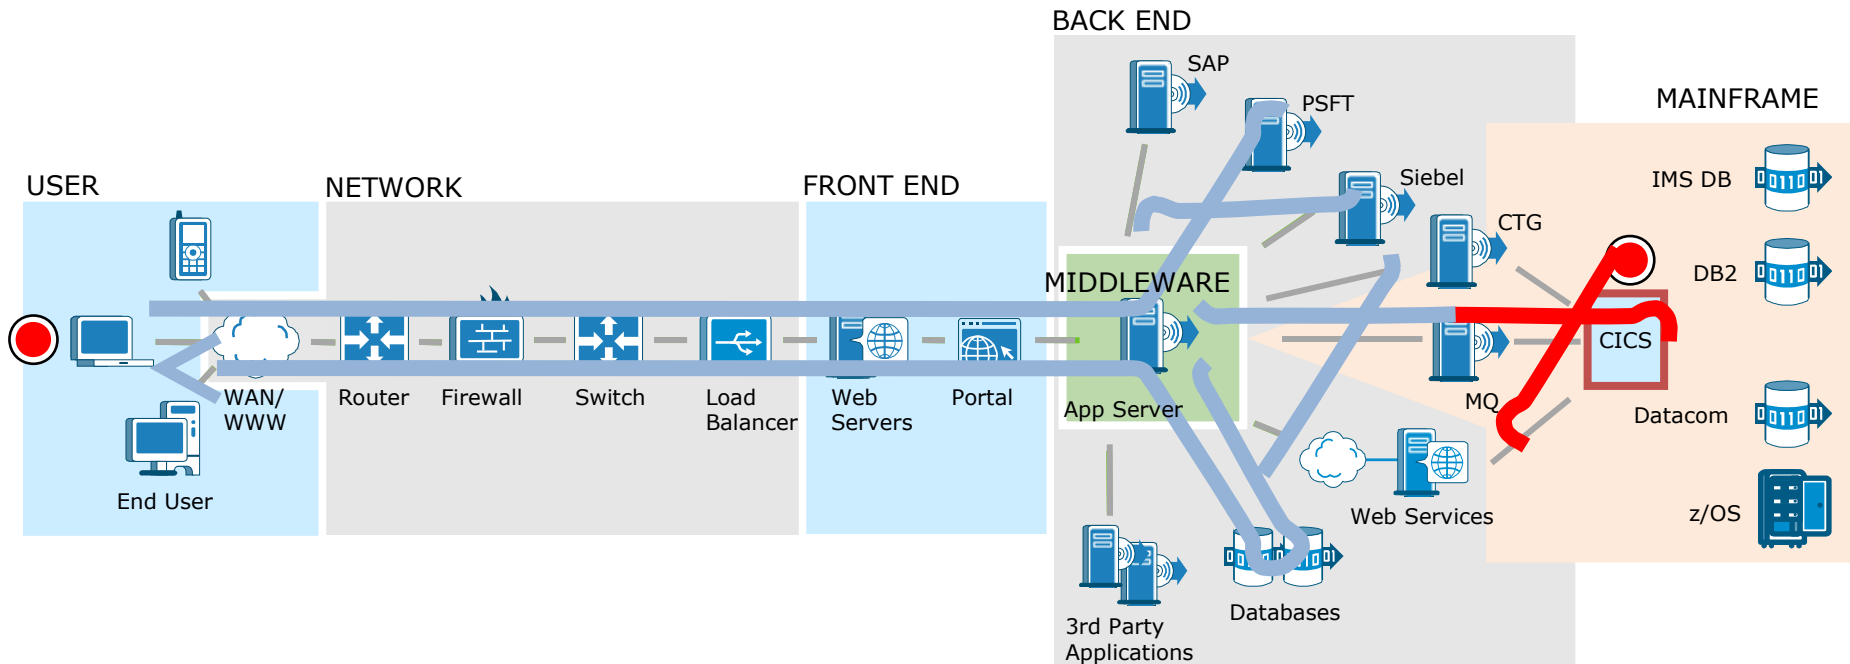 BACK END
SAP
MAINFRAME
PSFT
USER
NETWORK
FRONT END
Siebel
IMS DB
CTG
DB2
MIDDLEWARE
CICS
WAN/
WWW
Router
Firewall
Switch
Load
Balancer
Web
Servers
Portal
App Server
MQ
Datacom
End User
Web Services
z/OS
Databases
3rd Party
Applications